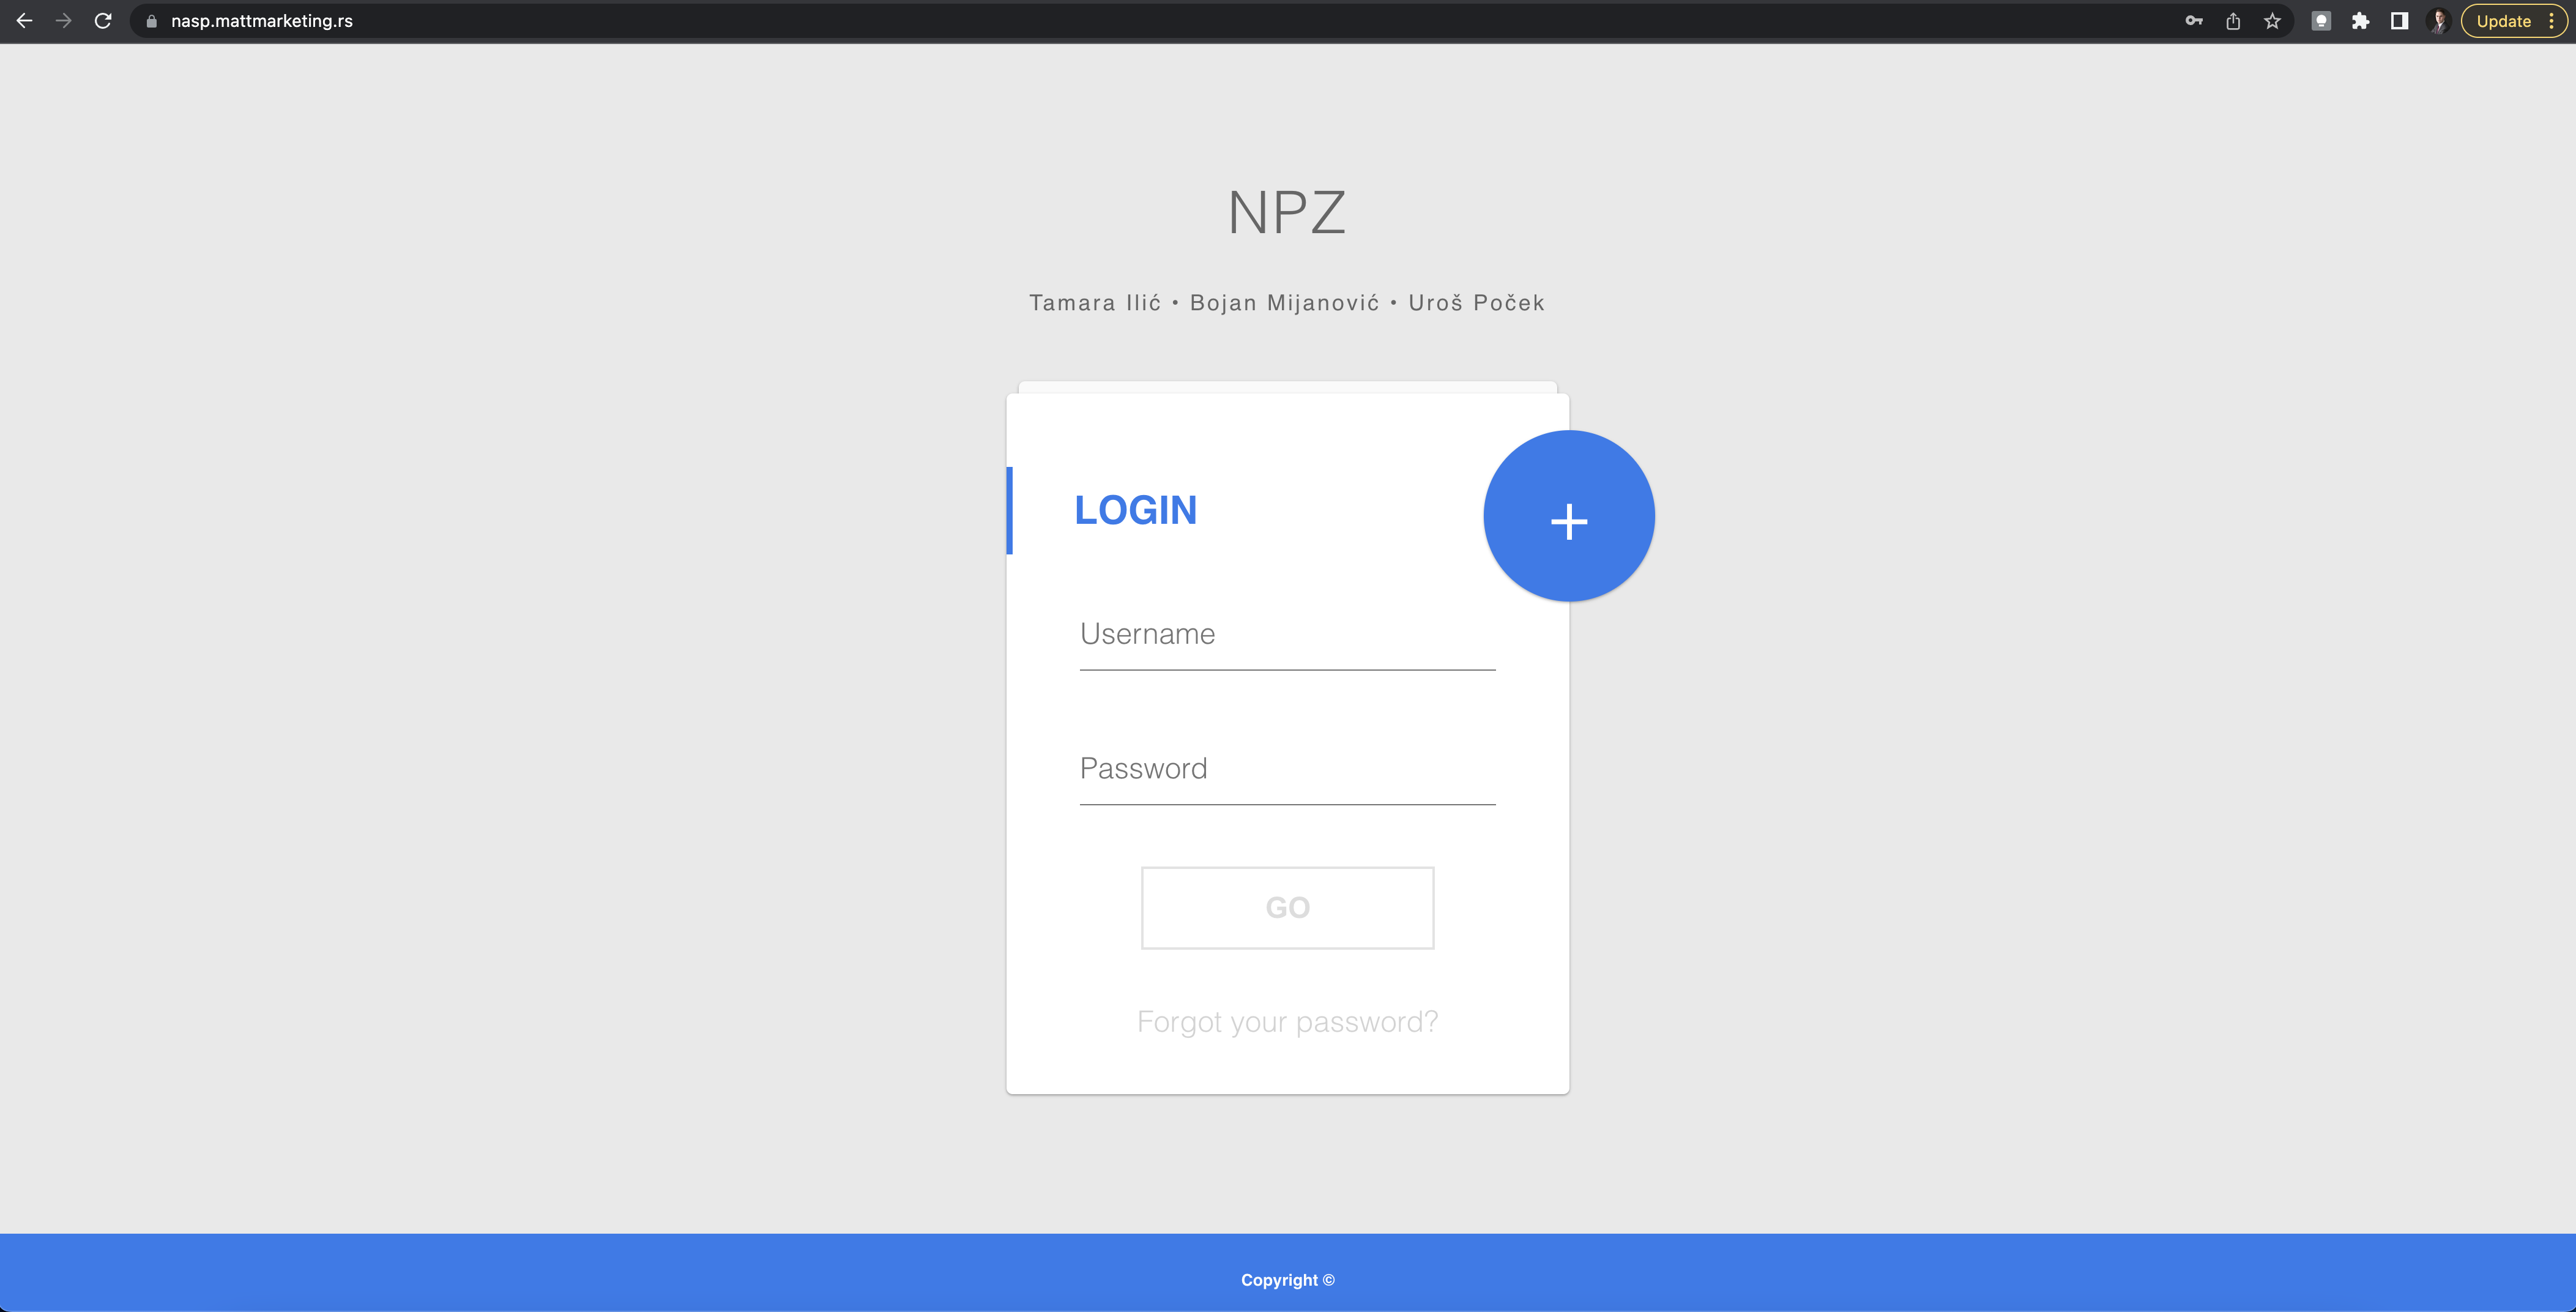 nasp.mattmarketing.rs
Update
NPZ
Tamara Ilić • Bojan Mijanović • Uroš Poček
LOGIN
+
Username
Password
GO
Forgot your password?
Copyright ©